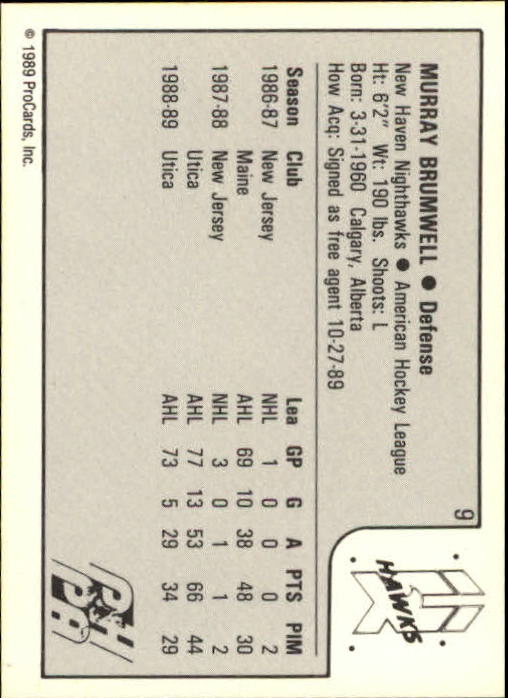 9
MURRAY BRUMWELL ● Defense
New Haven Nighthawks ● American Hockey League
Ht: 6'2" Wt: 190 lbs. Shoots: L
Born: 3-31-1960 Calgary, Alberta
How Acq: Signed as free agent 10-27-89
HAWKS
Season Club Lea GP G A PTS PIM
1986-87 New Jersey NHL 1 0 0 0 2
Maine AHL 69 10 38 48 30
1987-88 New Jersey NHL 3 0 1 1 2
Utica AHL 77 13 53 66 44
1988-89 Utica AHL 73 5 29 34 29
© 1989 ProCards, Inc.